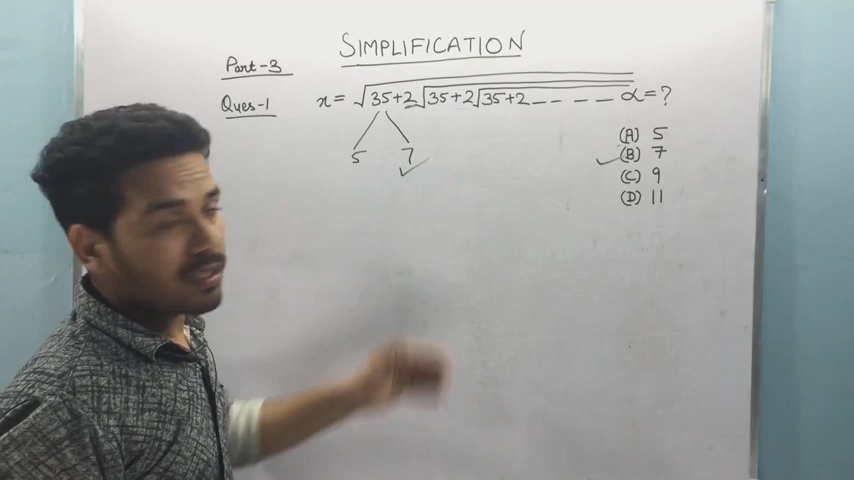 SIMPLIFICATION
Part-3
Ques-1 x = √35+2√35+2√35+2 _ _ _ _ α = ?
5 7
(A) 5
(B) 7
(C) 9
(D) 11